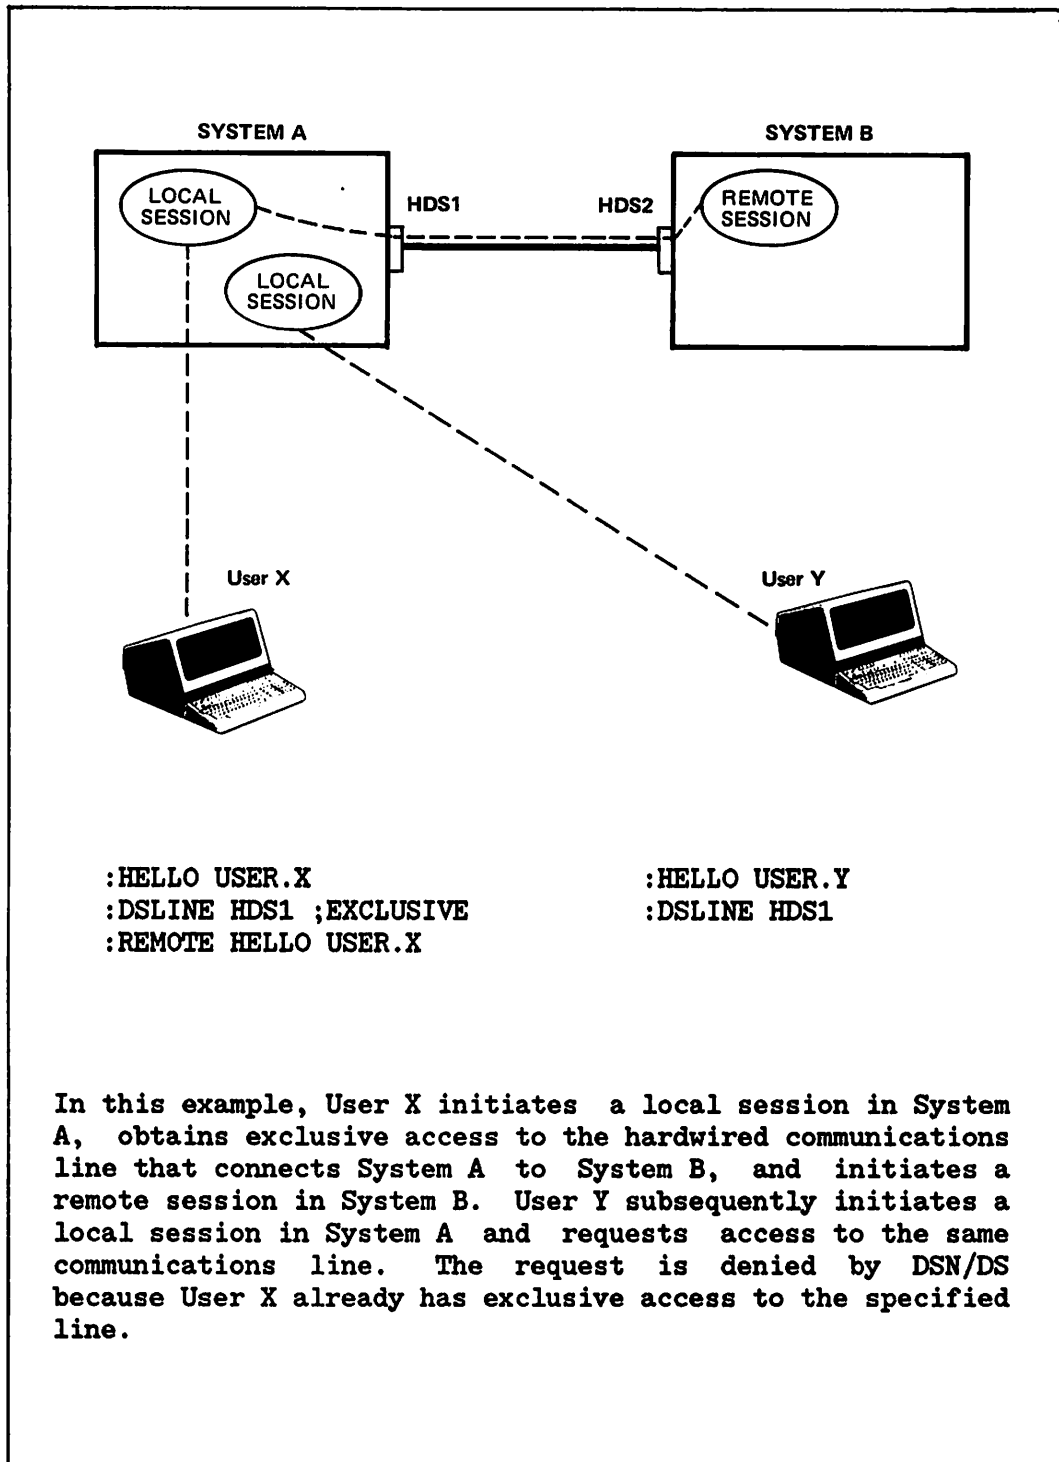 SYSTEM A
SYSTEM B
LOCAL
SESSION
HDS1
HDS2
REMOTE
SESSION
LOCAL
SESSION
User X
User Y
:HELLO USER.X
:DSLINE HDS1 ;EXCLUSIVE
:REMOTE HELLO USER.X
:HELLO USER.Y
:DSLINE HDS1
In this example, User X initiates a local session in System
A, obtains exclusive access to the hardwired communications
line that connects System A to System B, and initiates a
remote session in System B. User Y subsequently initiates a
local session in System A and requests access to the same
communications line. The request is denied by DSN/DS
because User X already has exclusive access to the specified
line.